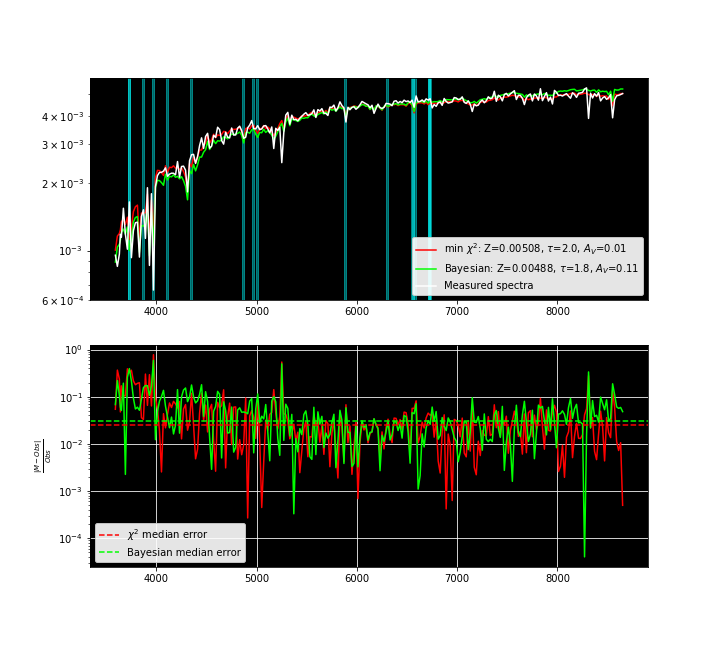 4 × 10⁻³
3 × 10⁻³
2 × 10⁻³
10⁻³
6 × 10⁻⁴
min χ²: Z=0.00508, τ=2.0, A_V=0.01
Bayesian: Z=0.00488, τ=1.8, A_V=0.11
Measured spectra
4000 5000 6000 7000 8000
10⁰
10⁻¹
10⁻²
10⁻³
10⁻⁴
|M − Obs|
Obs
χ² median error
Bayesian median error
4000 5000 6000 7000 8000